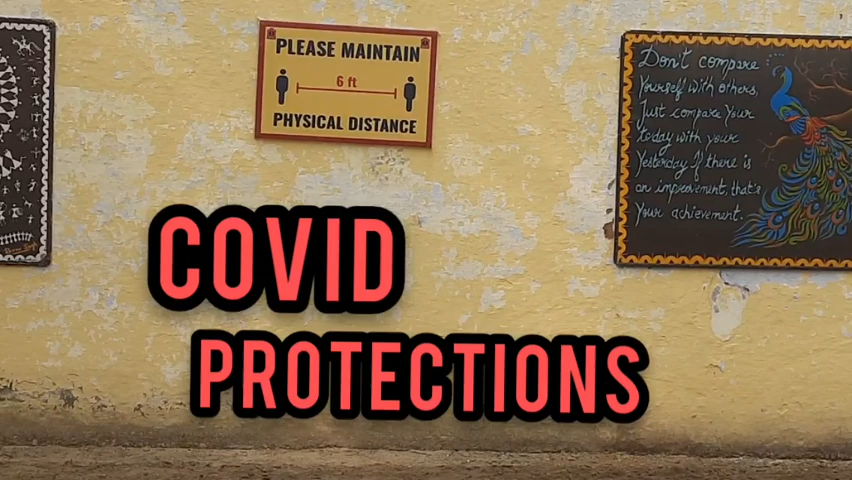 PLEASE MAINTAIN
6 ft
PHYSICAL DISTANCE
Don't compare
Yourself with others,
Just compare your
today with your
Yesterday. If there is
an improvement, that's
Your achievement.
COVID
PROTECTIONS